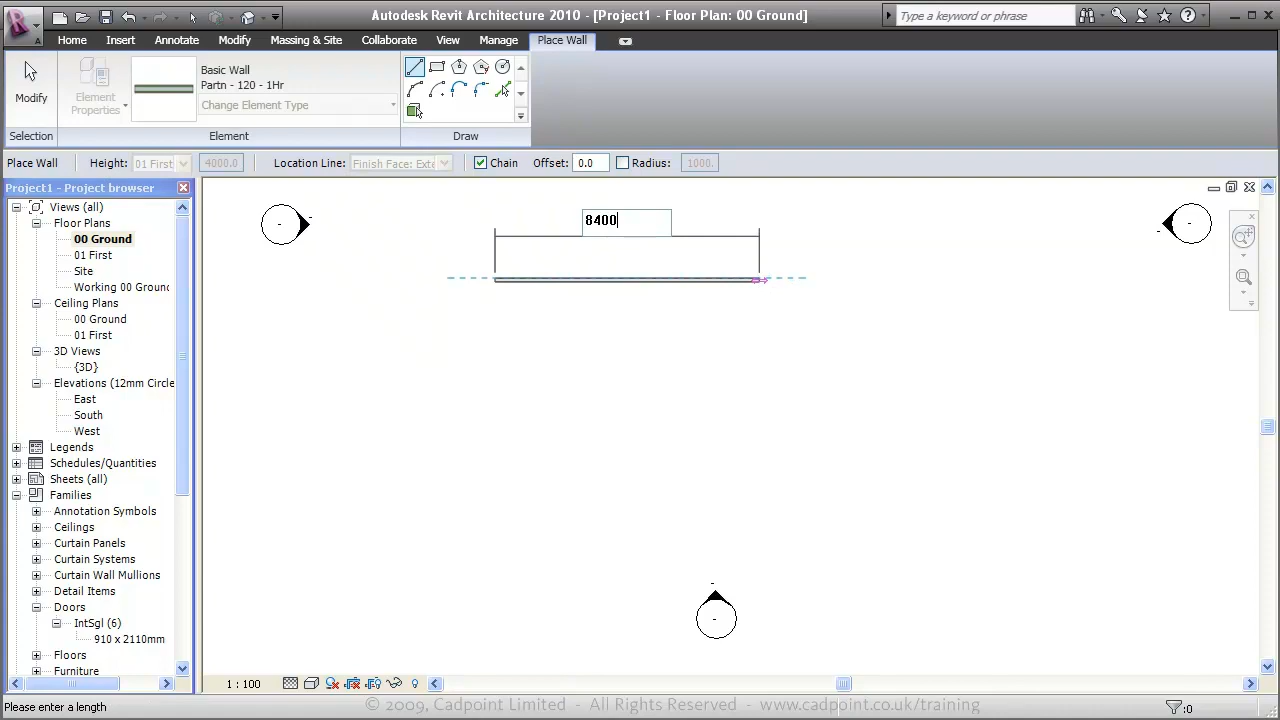 Autodesk Revit Architecture 2010 - [Project1 - Floor Plan: 00 Ground]
Type a keyword or phrase
Home Insert Annotate Modify Massing & Site Collaborate View Manage Place Wall
Basic Wall
Partn - 120 - 1Hr
Modify
Element
Properties
Change Element Type
Selection Element Draw
Place Wall Height: 01 First 4000.0 Location Line: Finish Face: Exte Chain Offset: 0.0 Radius: 1000.
Project1 - Project browser
Views (all)
Floor Plans
00 Ground
01 First
Site
Working 00 Ground
Ceiling Plans
00 Ground
01 First
3D Views
{3D}
Elevations (12mm Circle
East
South
West
Legends
Schedules/Quantities
Sheets (all)
Families
Annotation Symbols
Ceilings
Curtain Panels
Curtain Systems
Curtain Wall Mullions
Detail Items
Doors
IntSgl (6)
910 x 2110mm
Floors
Furniture
8400
1 : 100
Please enter a length
© 2009, Cadpoint Limited - All Rights Reserved - www.cadpoint.co.uk/training
:0